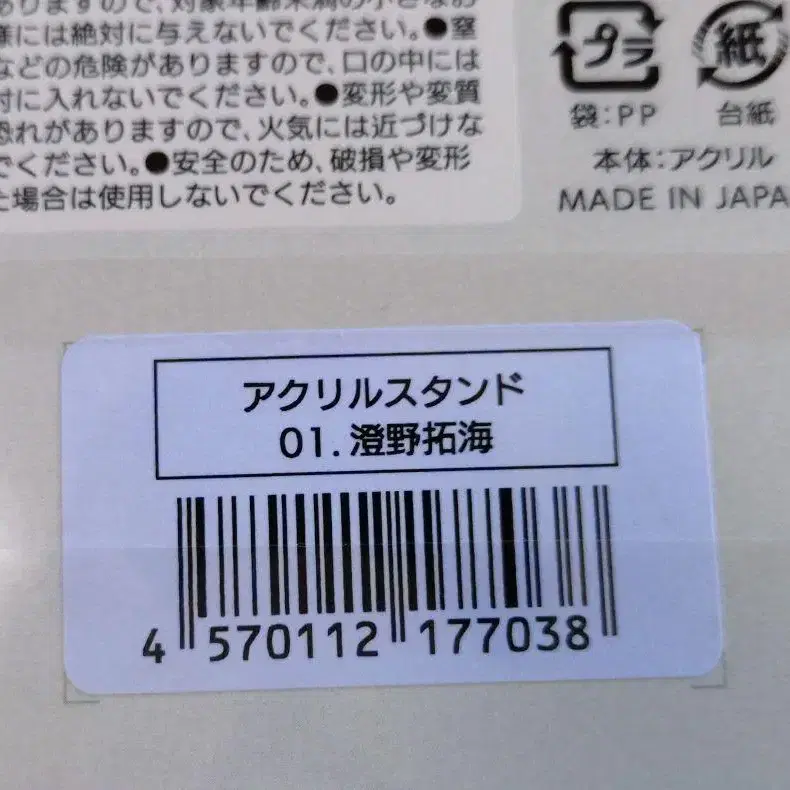 ありますので、対象年齢未満の小さなお
様には絶対に与えないでください。●窒
などの危険がありますので、口の中には
対に入れないでください。●変形や変質
恐れがありますので、火気には近づけな
でください。●安全のため、破損や変形
た場合は使用しないでください。
プラ
紙
袋:PP
台紙
本体:アクリル
MADE IN JAPA
アクリルスタンド
01.澄野拓海
4 570112 177038